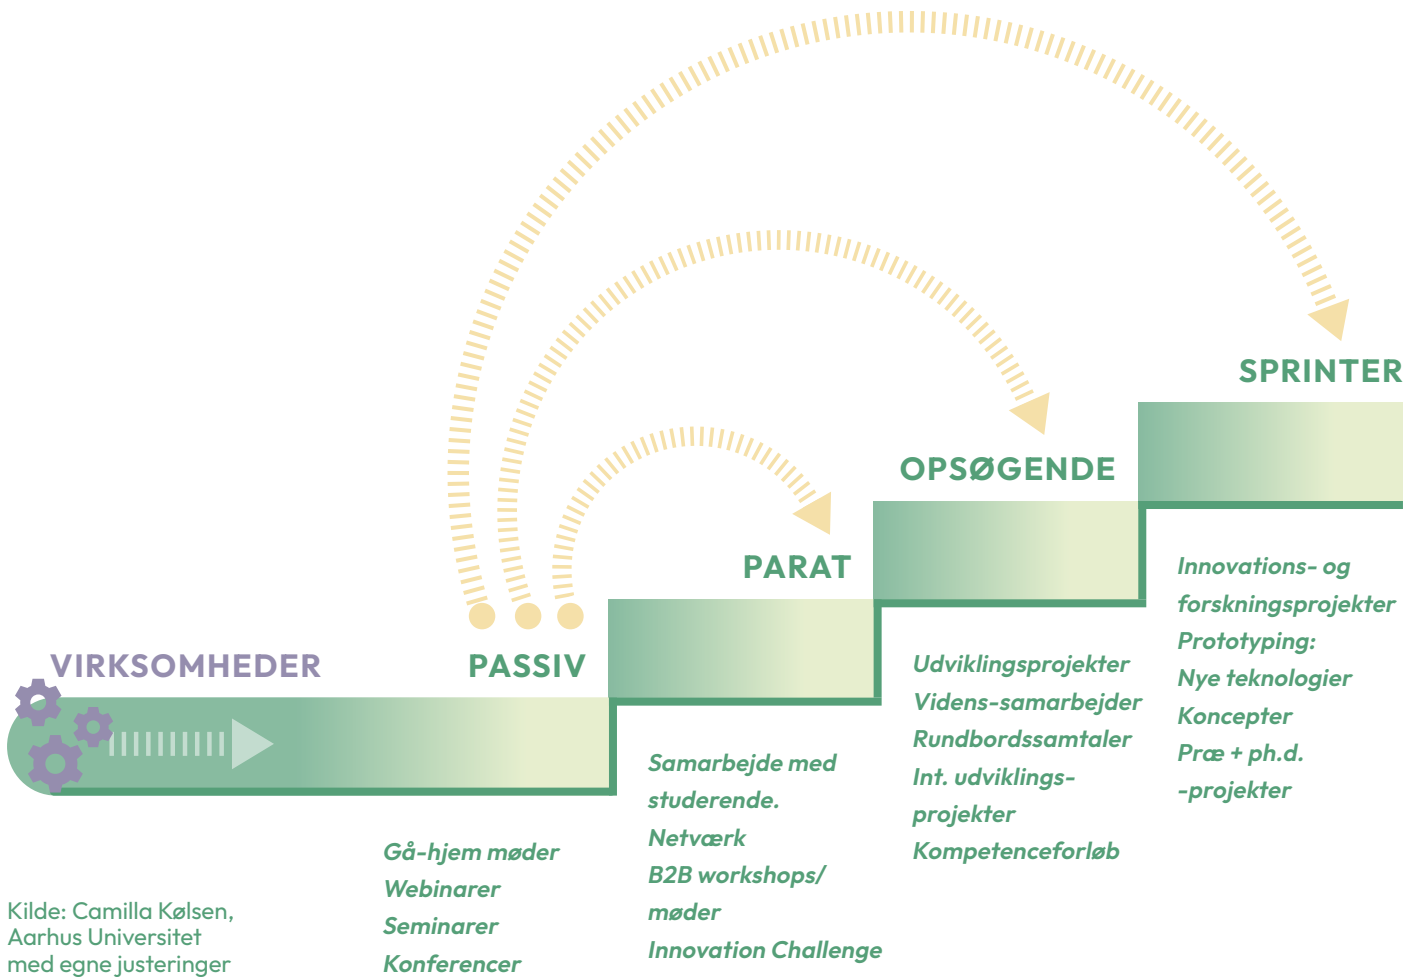 VIRKSOMHEDER
PASSIV
Gå-hjem møder
Webinarer
Seminarer
Konferencer
PARAT
Samarbejde med
studerende.
Netværk
B2B workshops/
møder
Innovation Challenge
OPSØGENDE
Udviklingsprojekter
Videns-samarbejder
Rundbordssamtaler
Int. udviklings-
projekter
Kompetenceforløb
SPRINTER
Innovations- og
forskningsprojekter
Prototyping:
Nye teknologier
Koncepter
Præ + ph.d.
-projekter
Kilde: Camilla Kølsen,
Aarhus Universitet
med egne justeringer